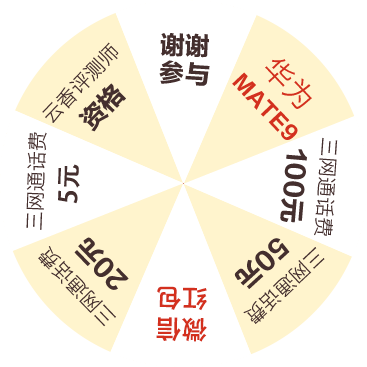 谢谢
参与
华为
MATE9
三网通话费
100元
三网通话费
50元
微信
红包
三网通话费
20元
三网通话费
5元
云香评测师
资格